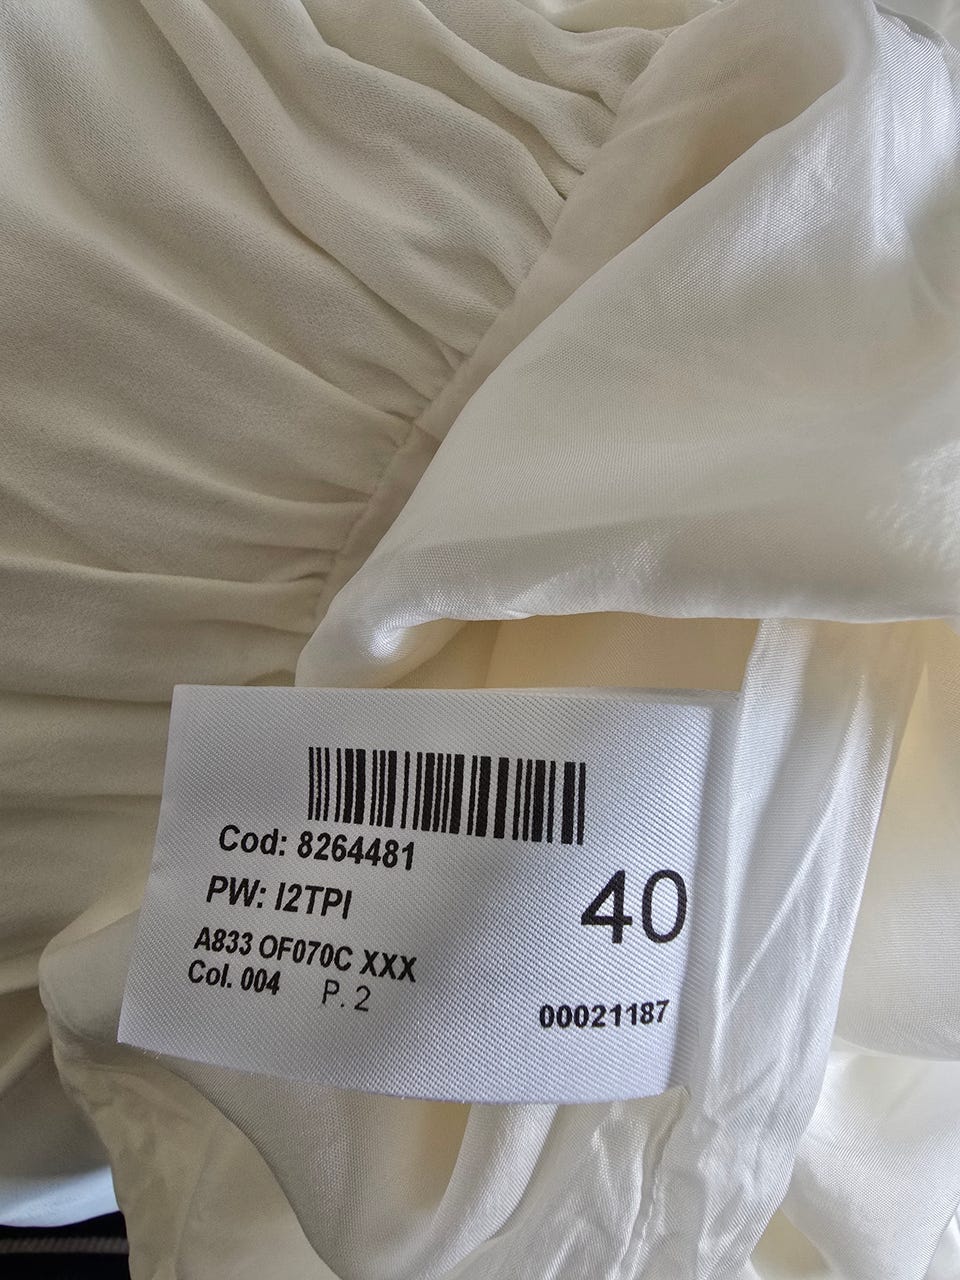 Cod: 8264481
PW: I2TPI
40
A833 OF070C XXX
Col. 004 P. 2
00021187